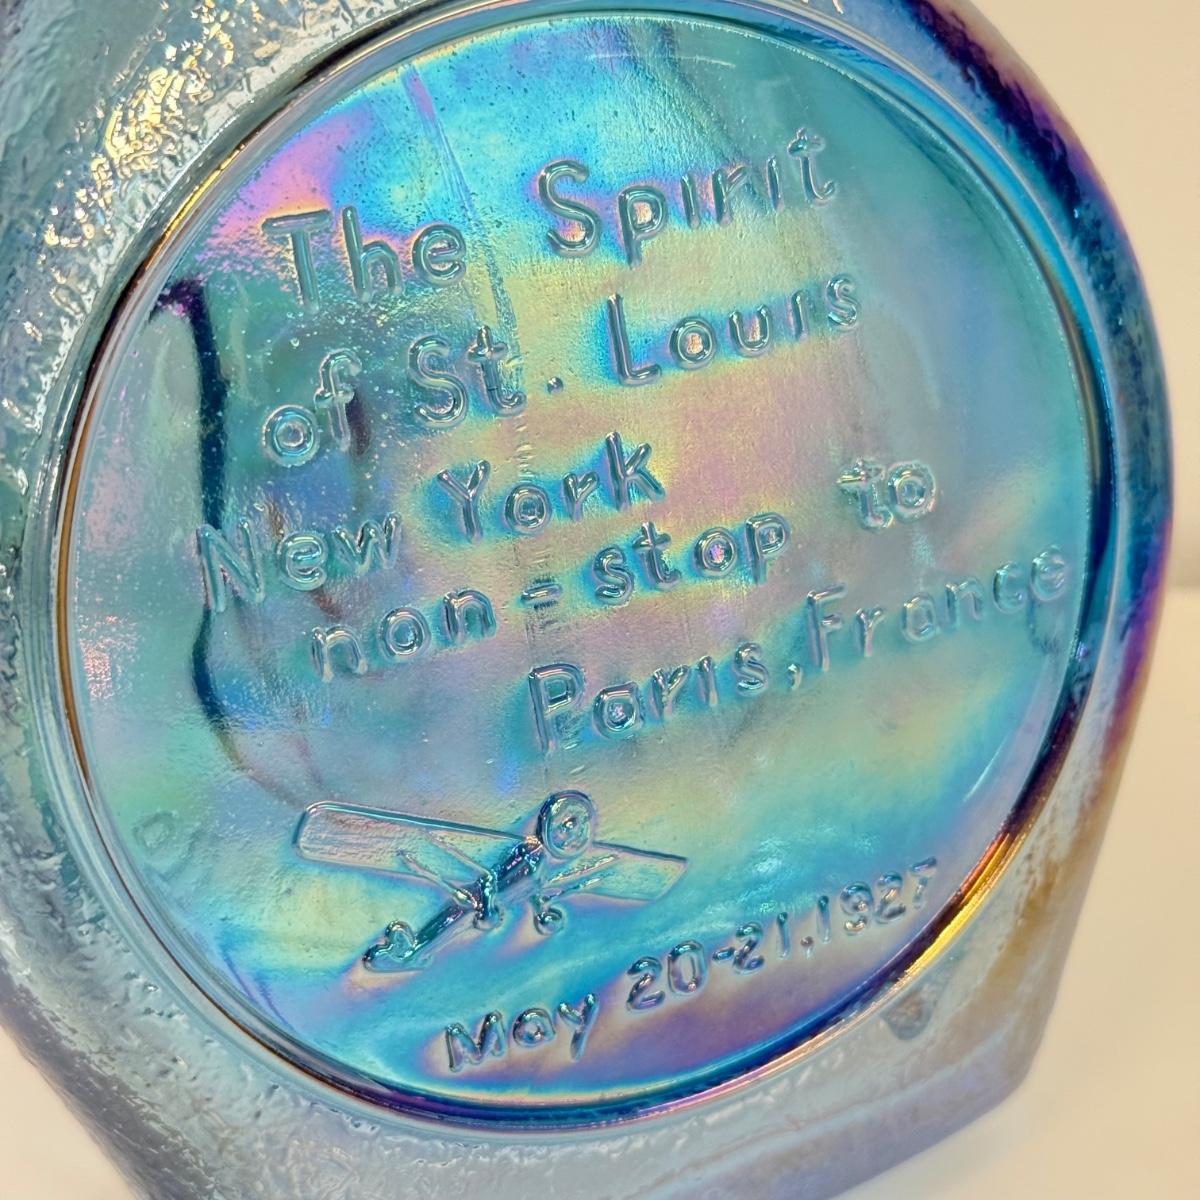 The Spirit
of St. Louis
New York
non=stop to
Paris, France
May 20-21, 1927